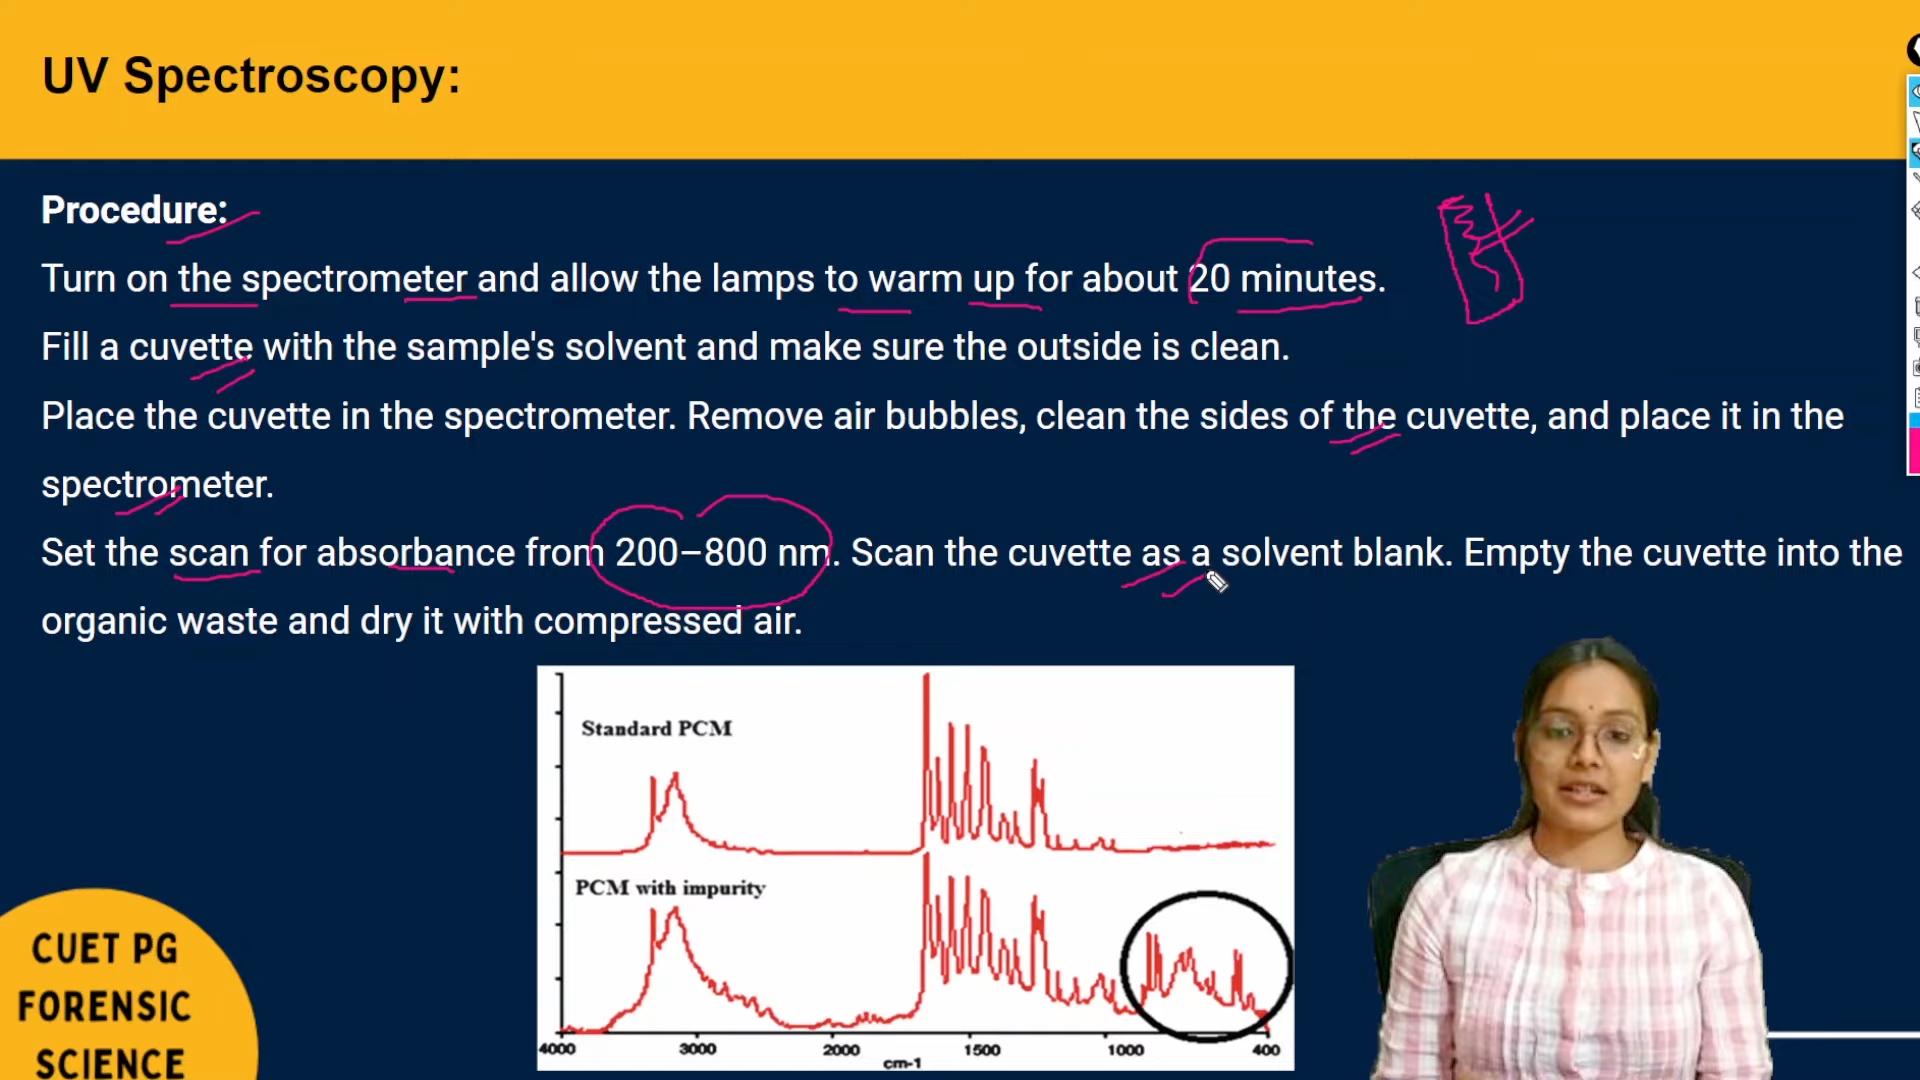 UV Spectroscopy:
Procedure:
Turn on the spectrometer and allow the lamps to warm up for about 20 minutes.
Fill a cuvette with the sample's solvent and make sure the outside is clean.
Place the cuvette in the spectrometer. Remove air bubbles, clean the sides of the cuvette, and place it in the
spectrometer.
Set the scan for absorbance from 200–800 nm. Scan the cuvette as a solvent blank. Empty the cuvette into the
organic waste and dry it with compressed air.
Standard PCM
PCM with impurity
4000 3000 2000 1500 1000 400
cm-1
CUET PG
FORENSIC
SCIENCE